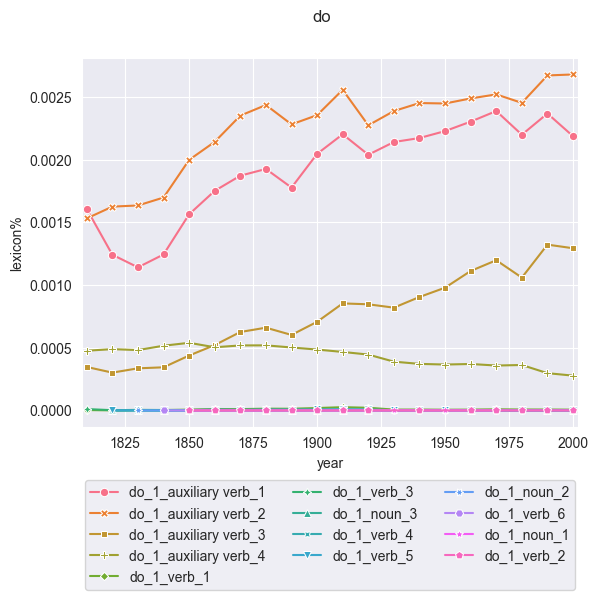 do
0.0025
0.0020
0.0015
0.0010
0.0005
0.0000
lexicon%
1825 1850 1875 1900 1925 1950 1975 2000
year
do_1_auxiliary verb_1 do_1_verb_3 do_1_noun_2
do_1_auxiliary verb_2 do_1_noun_3 do_1_verb_6
do_1_auxiliary verb_3 do_1_verb_4 do_1_noun_1
do_1_auxiliary verb_4 do_1_verb_5 do_1_verb_2
do_1_verb_1